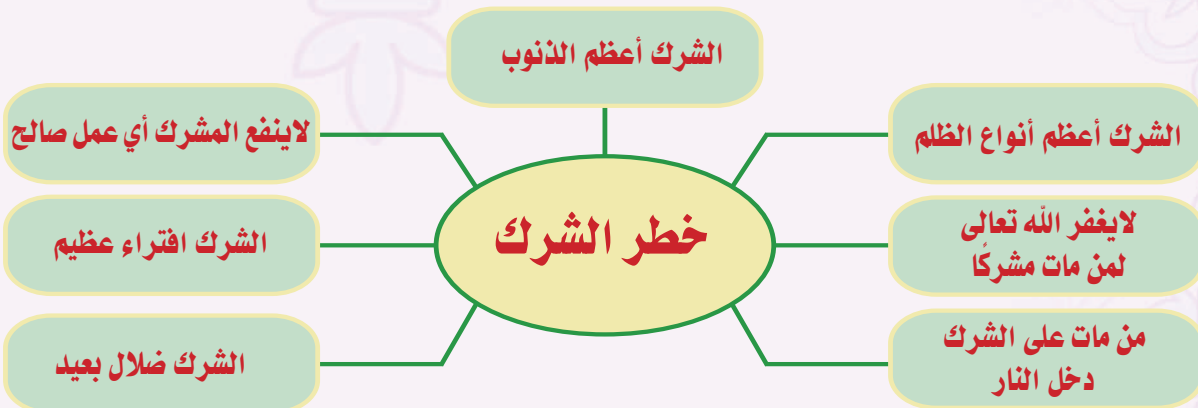 الشرك أعظم الذنوب
الشرك أعظم أنواع الظلم
لاينفع المشرك أي عمل صالح
خطر الشرك
لايغفر الله تعالى
لمن مات مشركًا
الشرك افتراء عظيم
من مات على الشرك
دخل النار
الشرك ضلال بعيد